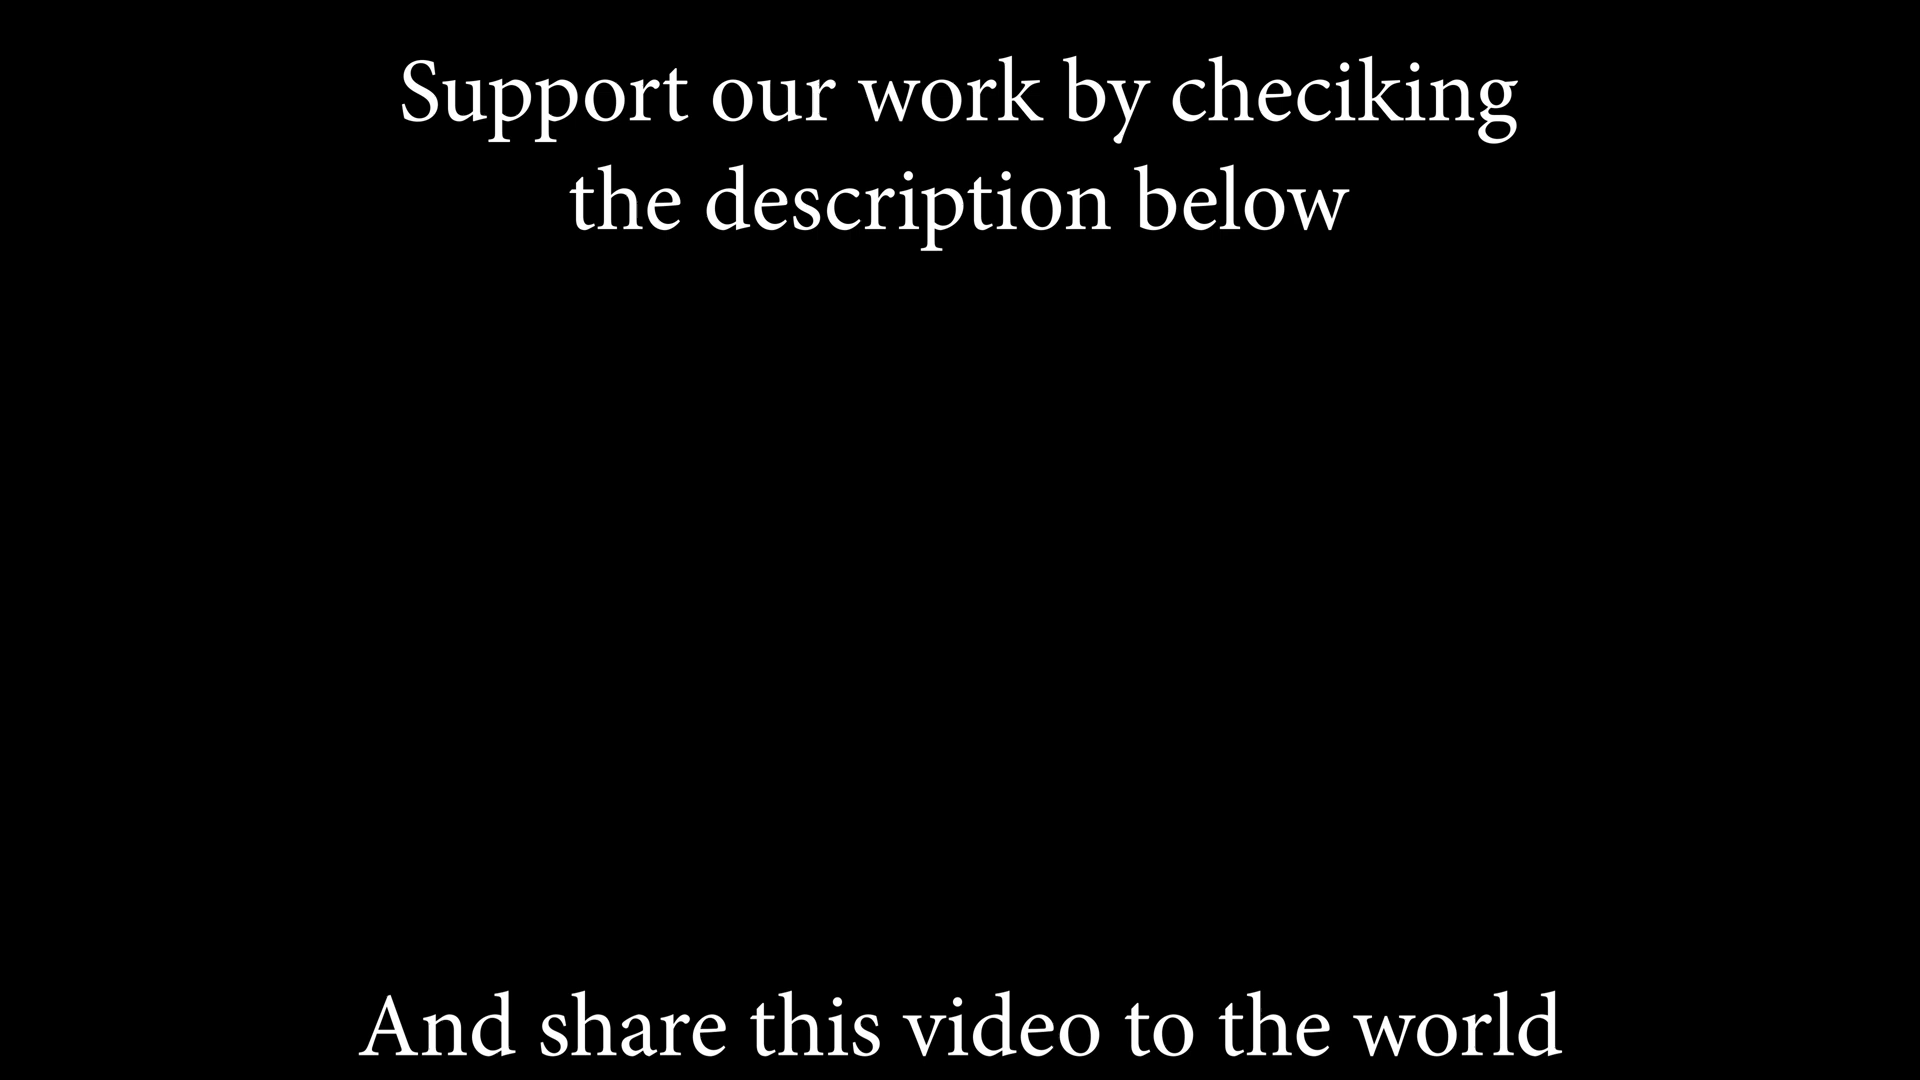 Support our work by checiking
the description below
And share this video to the world